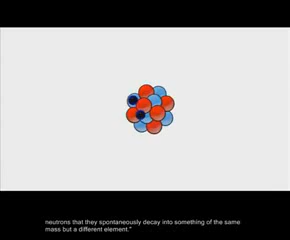 neutrons that they spontaneously decay into something of the same
mass but a different element."